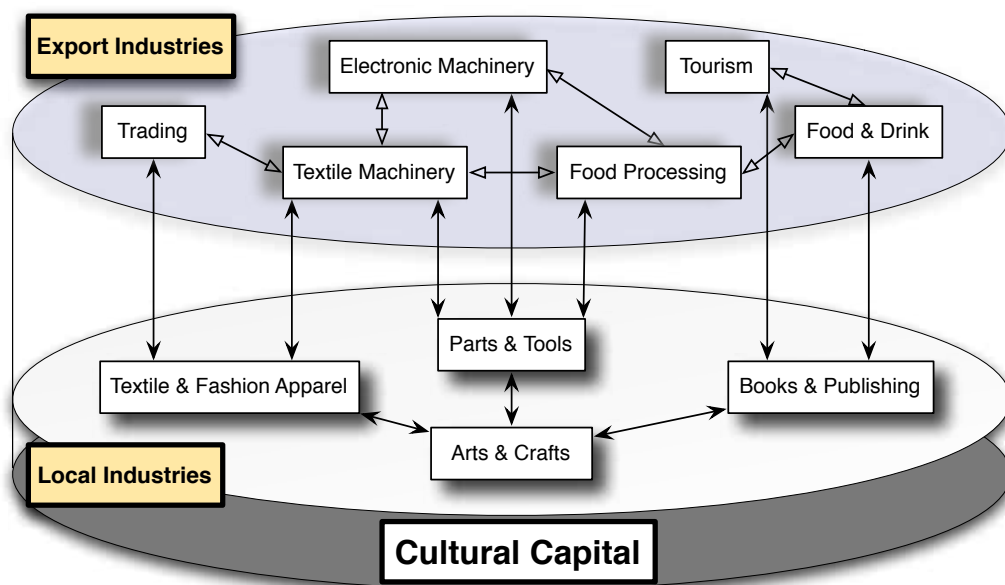 Export Industries
Electronic Machinery
Tourism
Trading
Food & Drink
Textile Machinery
Food Processing
Parts & Tools
Textile & Fashion Apparel
Books & Publishing
Arts & Crafts
Local Industries
Cultural Capital